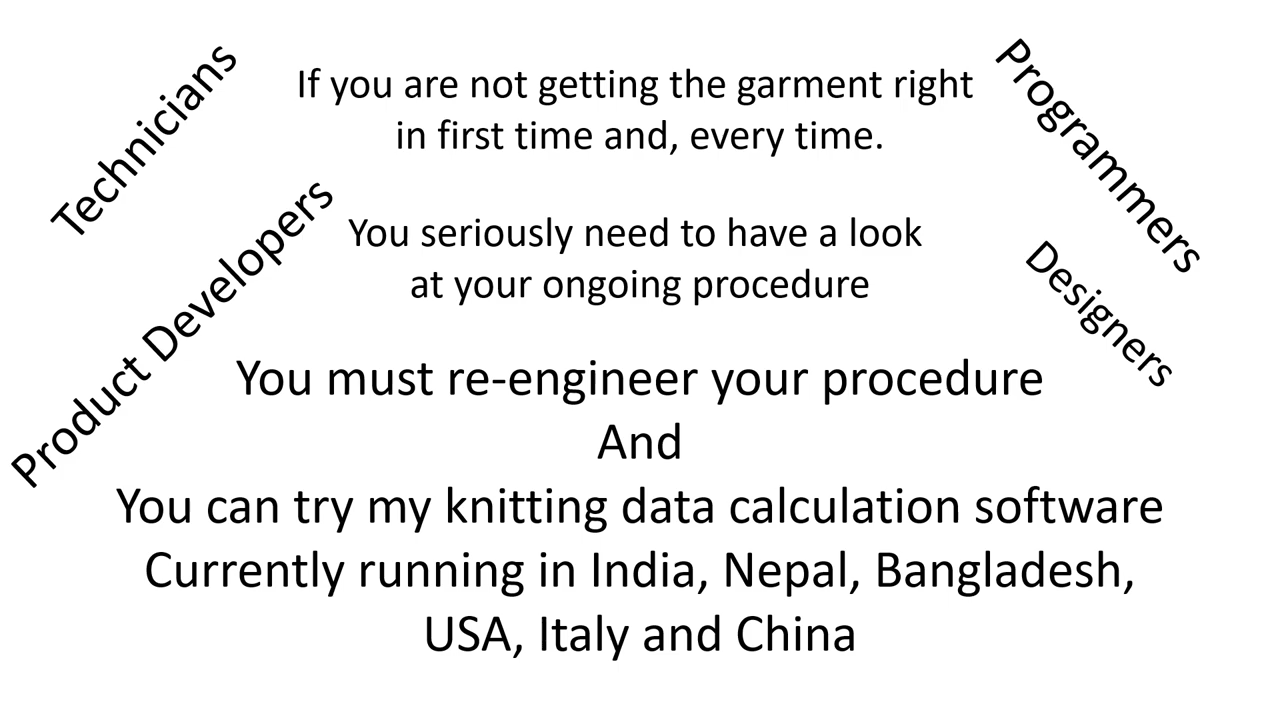 Technicians
Programmers
If you are not getting the garment right
in first time and, every time.
Product Developers
Designers
You seriously need to have a look
at your ongoing procedure
You must re-engineer your procedure
And
You can try my knitting data calculation software
Currently running in India, Nepal, Bangladesh,
USA, Italy and China